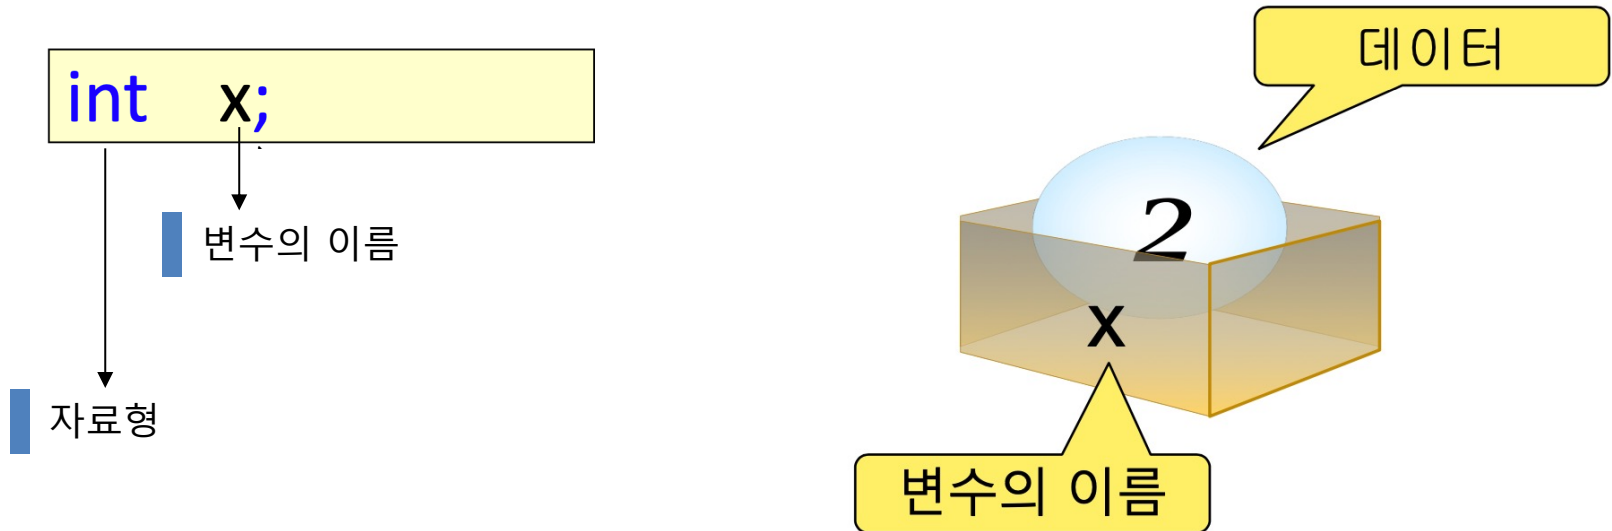 int x;
변수의 이름
자료형
데이터
2
x
변수의 이름